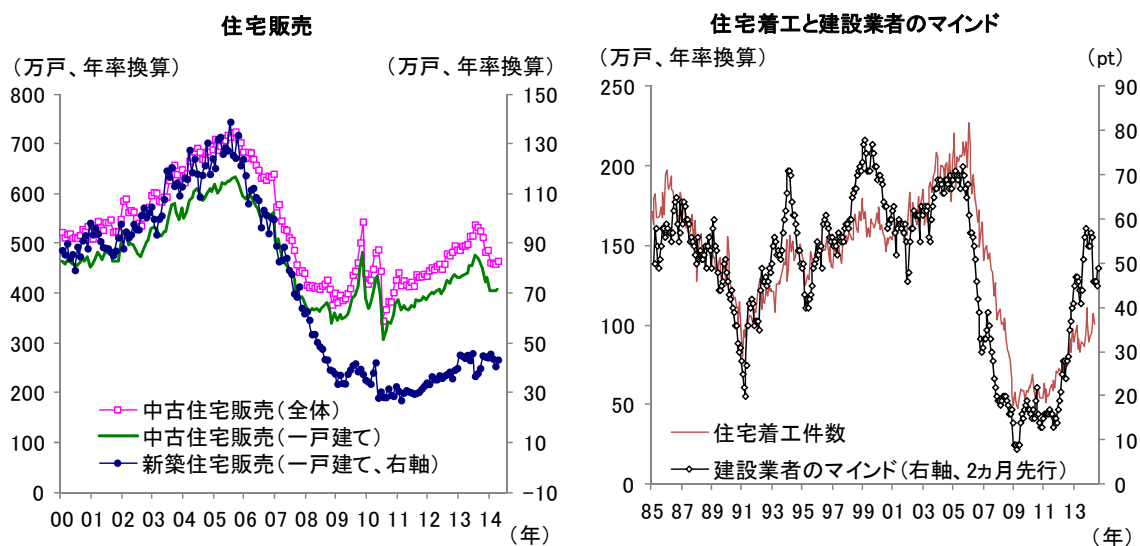 住宅販売
（万戸、年率換算）
（万戸、年率換算）
800
700
600
500
400
300
200
100
0
150
130
110
90
70
50
30
10
-10
中古住宅販売（全体）
中古住宅販売（一戸建て）
新築住宅販売（一戸建て、右軸）
00 01 02 03 04 05 06 07 08 09 10 11 12 13 14
（年）
住宅着工と建設業者のマインド
（万戸、年率換算）
（pt）
250
200
150
100
50
0
90
80
70
60
50
40
30
20
10
0
住宅着工件数
建設業者のマインド（右軸、2ヵ月先行）
85 87 89 91 93 95 97 99 01 03 05 07 09 11 13
（年）